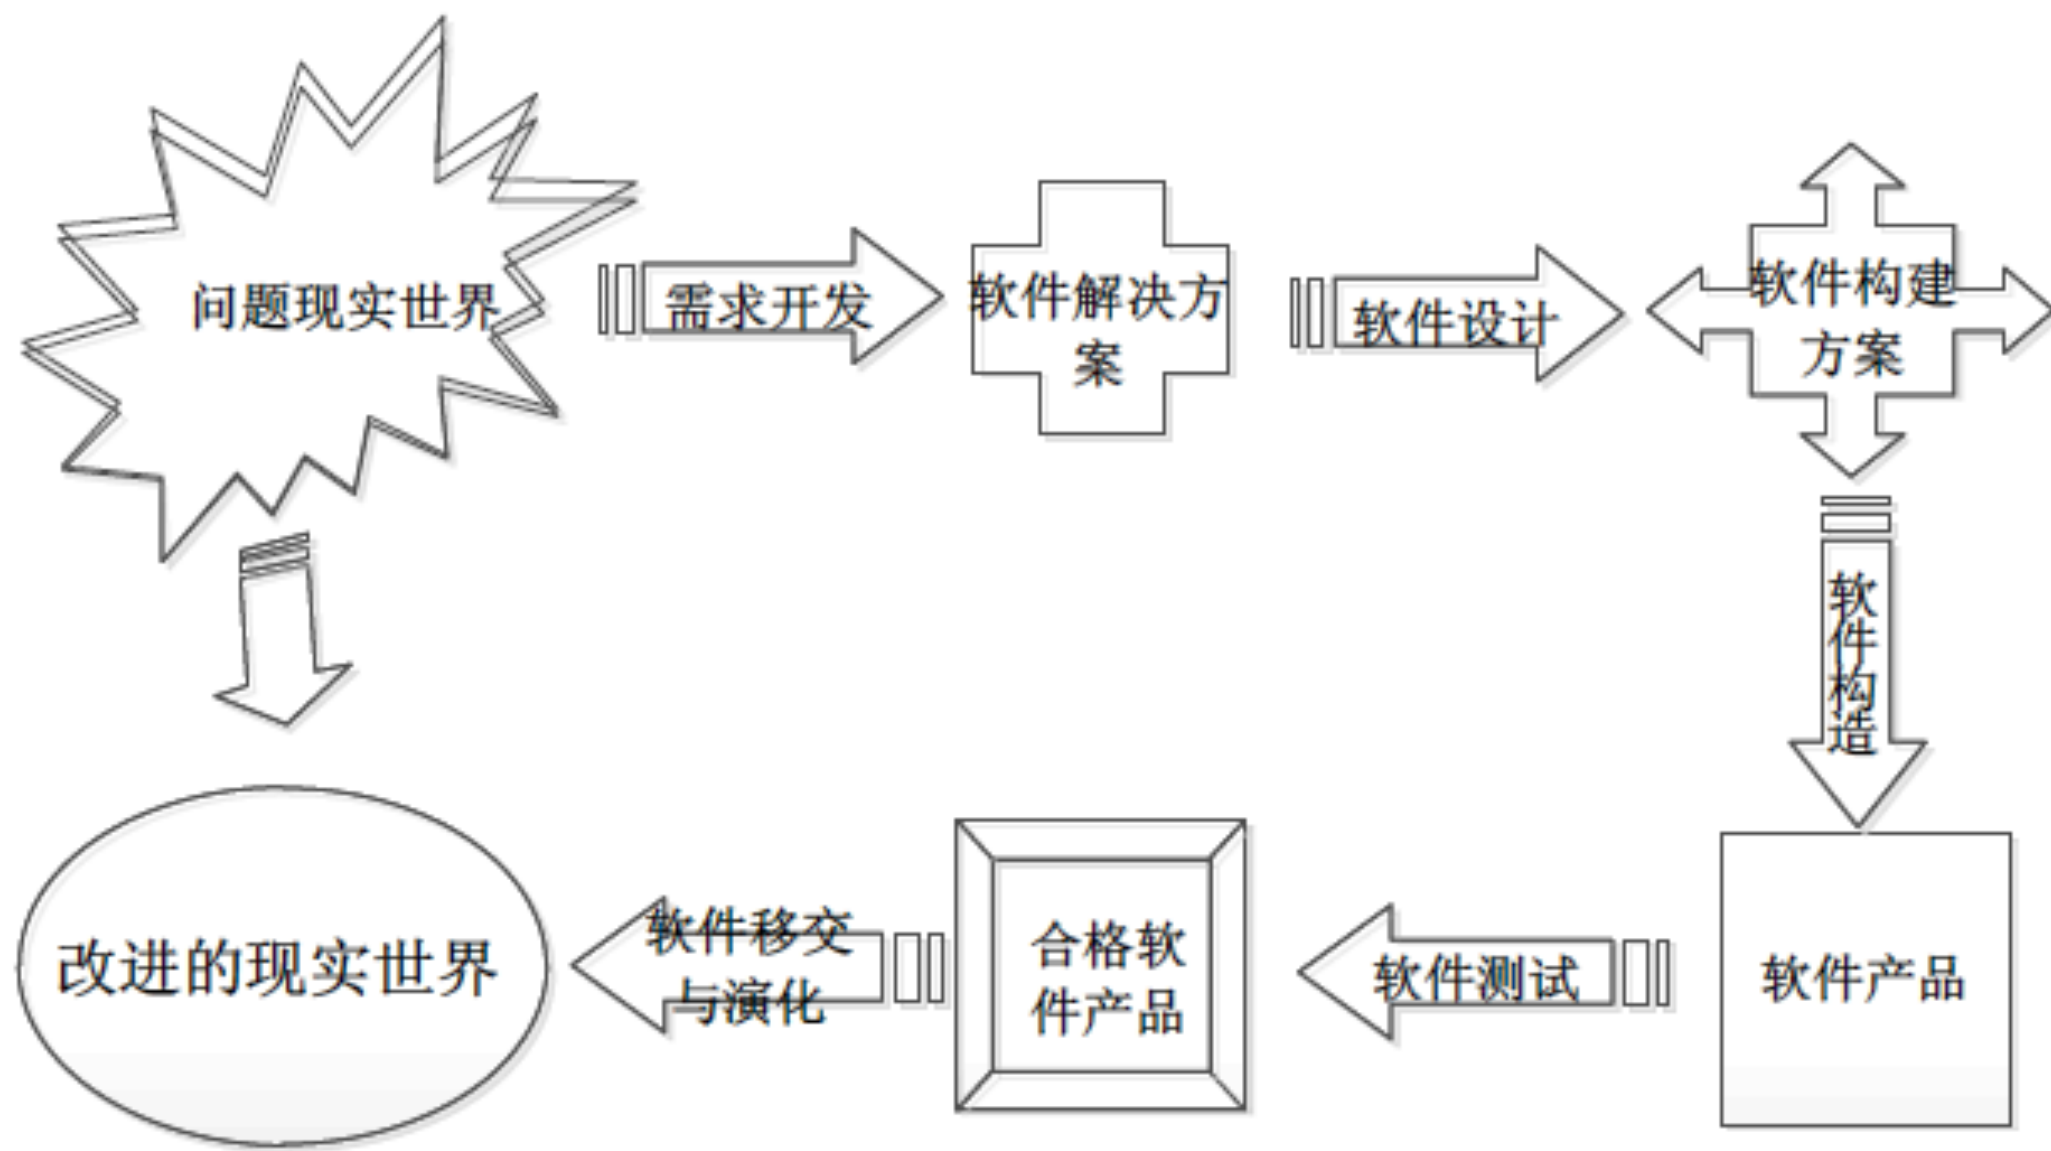 问题现实世界
需求开发
软件解决方
案
软件设计
软件构建
方案
软件构造
软件产品
软件测试
合格软
件产品
软件移交
与演化
改进的现实世界